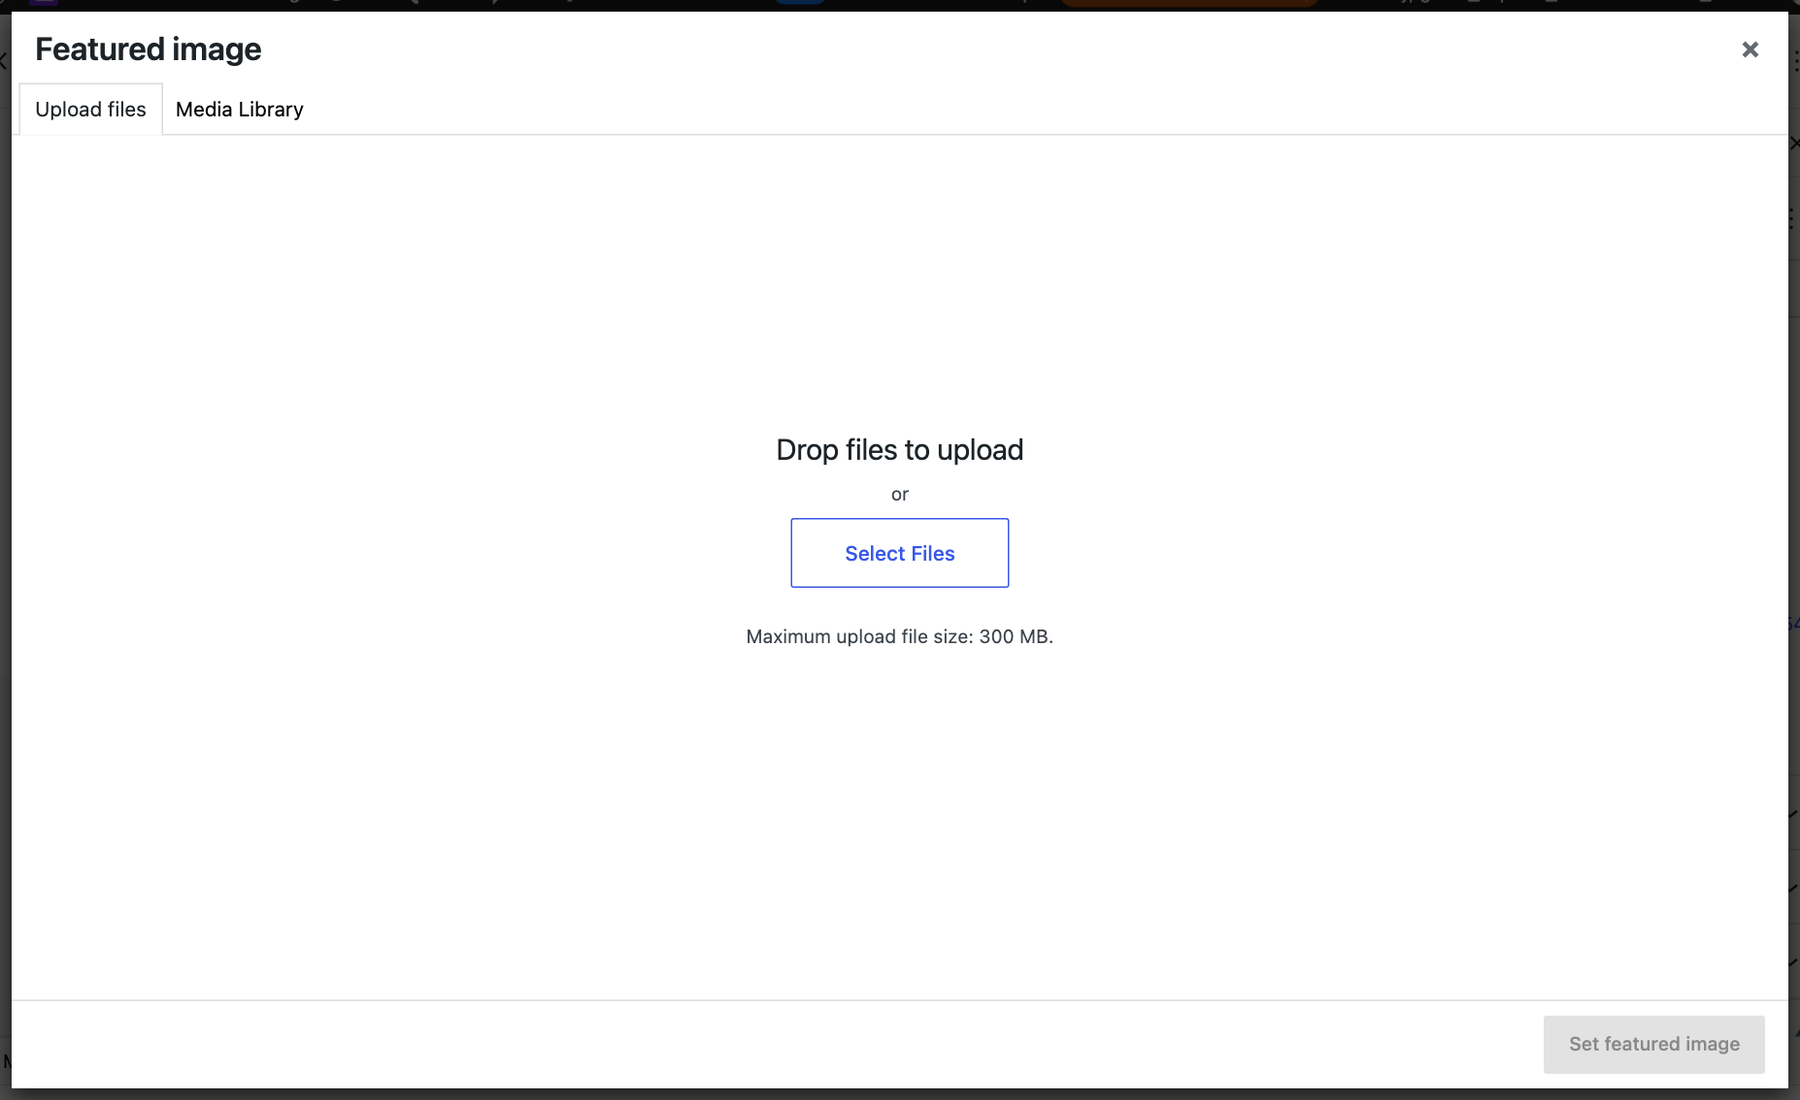 Featured image
Upload files
Media Library
Drop files to upload
or
Select Files
Maximum upload file size: 300 MB.
Set featured image